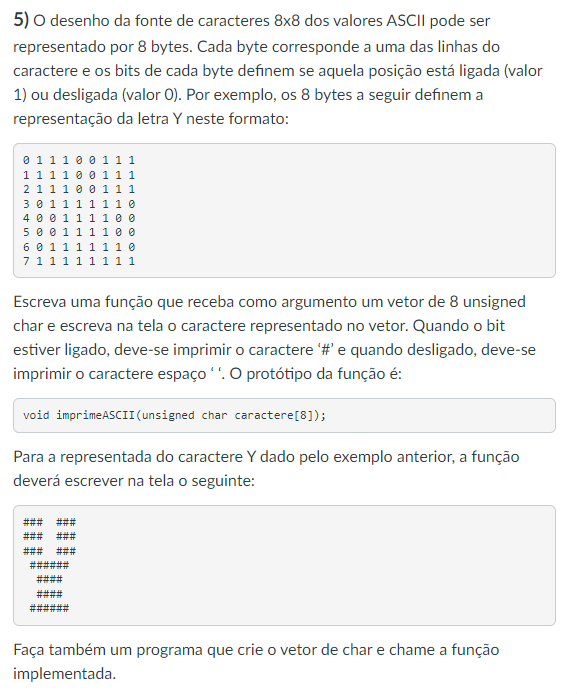 5) O desenho da fonte de caracteres 8x8 dos valores ASCII pode ser
representado por 8 bytes. Cada byte corresponde a uma das linhas do
caractere e os bits de cada byte definem se aquela posição está ligada (valor
1) ou desligada (valor 0). Por exemplo, os 8 bytes a seguir definem a
representação da letra Y neste formato:
0 1 1 1 0 0 1 1 1
1 1 1 1 0 0 1 1 1
2 1 1 1 0 0 1 1 1
3 0 1 1 1 1 1 1 0
4 0 0 1 1 1 1 0 0
5 0 0 1 1 1 1 0 0
6 0 1 1 1 1 1 1 0
7 1 1 1 1 1 1 1 1
Escreva uma função que receba como argumento um vetor de 8 unsigned
char e escreva na tela o caractere representado no vetor. Quando o bit
estiver ligado, deve-se imprimir o caractere ‘#’ e quando desligado, deve-se
imprimir o caractere espaço ‘ ‘. O protótipo da função é:
void imprimeASCII(unsigned char caractere[8]);
Para a representada do caractere Y dado pelo exemplo anterior, a função
deverá escrever na tela o seguinte:
###  ###
###  ###
###  ###
 ######
  ####
  ####
 ######
Faça também um programa que crie o vetor de char e chame a função
implementada.